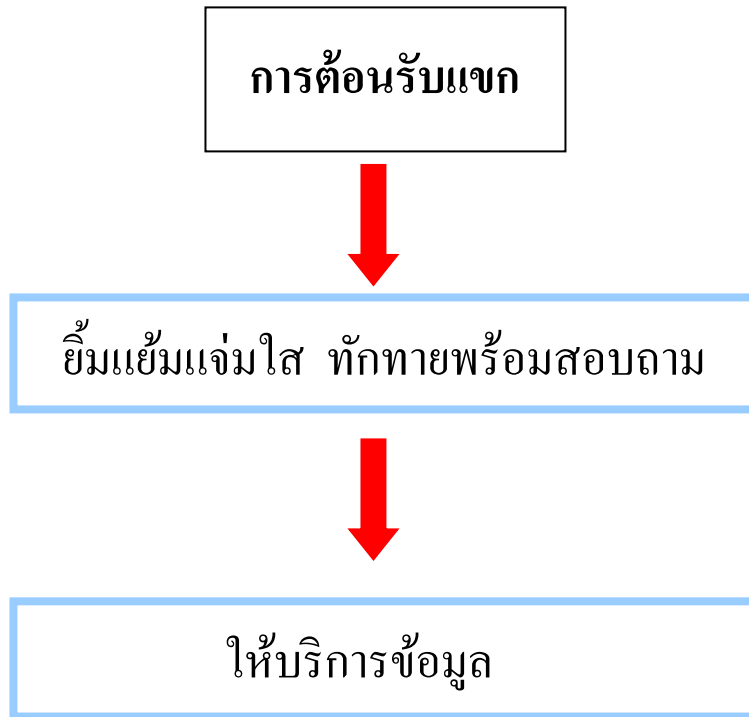 การต้อนรับแขก
ยิ้มแย้มแจ่มใส ทักทายพร้อมสอบถาม
ให้บริการข้อมูล